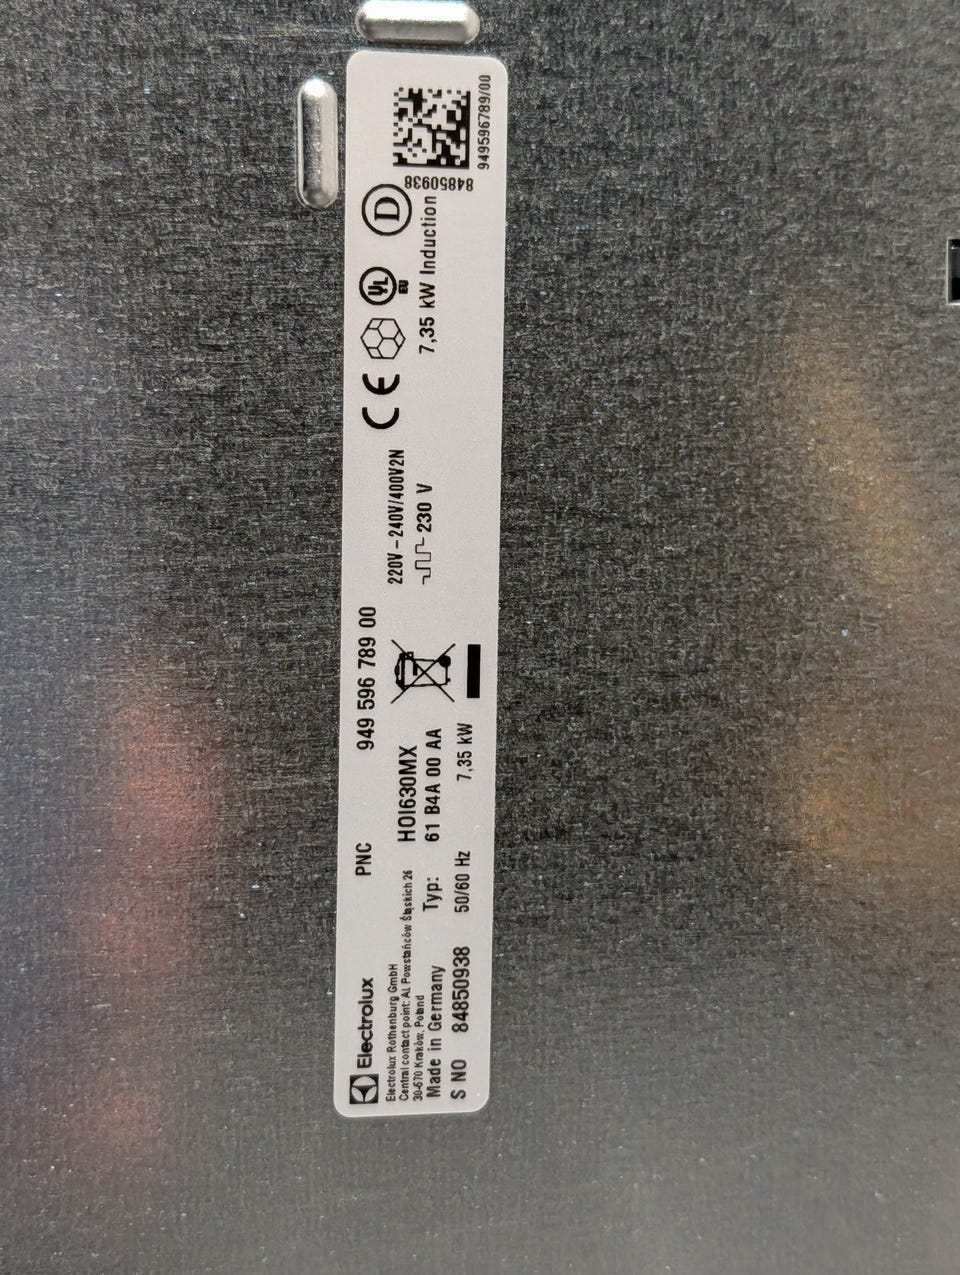 Electrolux PNC 949 596 789 00
Electrolux Rothenburg GmbH
Central contact point: Al.Powstańców Śląskich 26
30-570 Kraków, Poland
HOI630MX
Made in Germany Typ: 61 B4A 00 AA
S NO 84850938 50/60 Hz 7,35 kW
220V – 240V/400V2N
230 V
CE
UL
EU
D
7,35 kW Induction
84850938
949596789/00